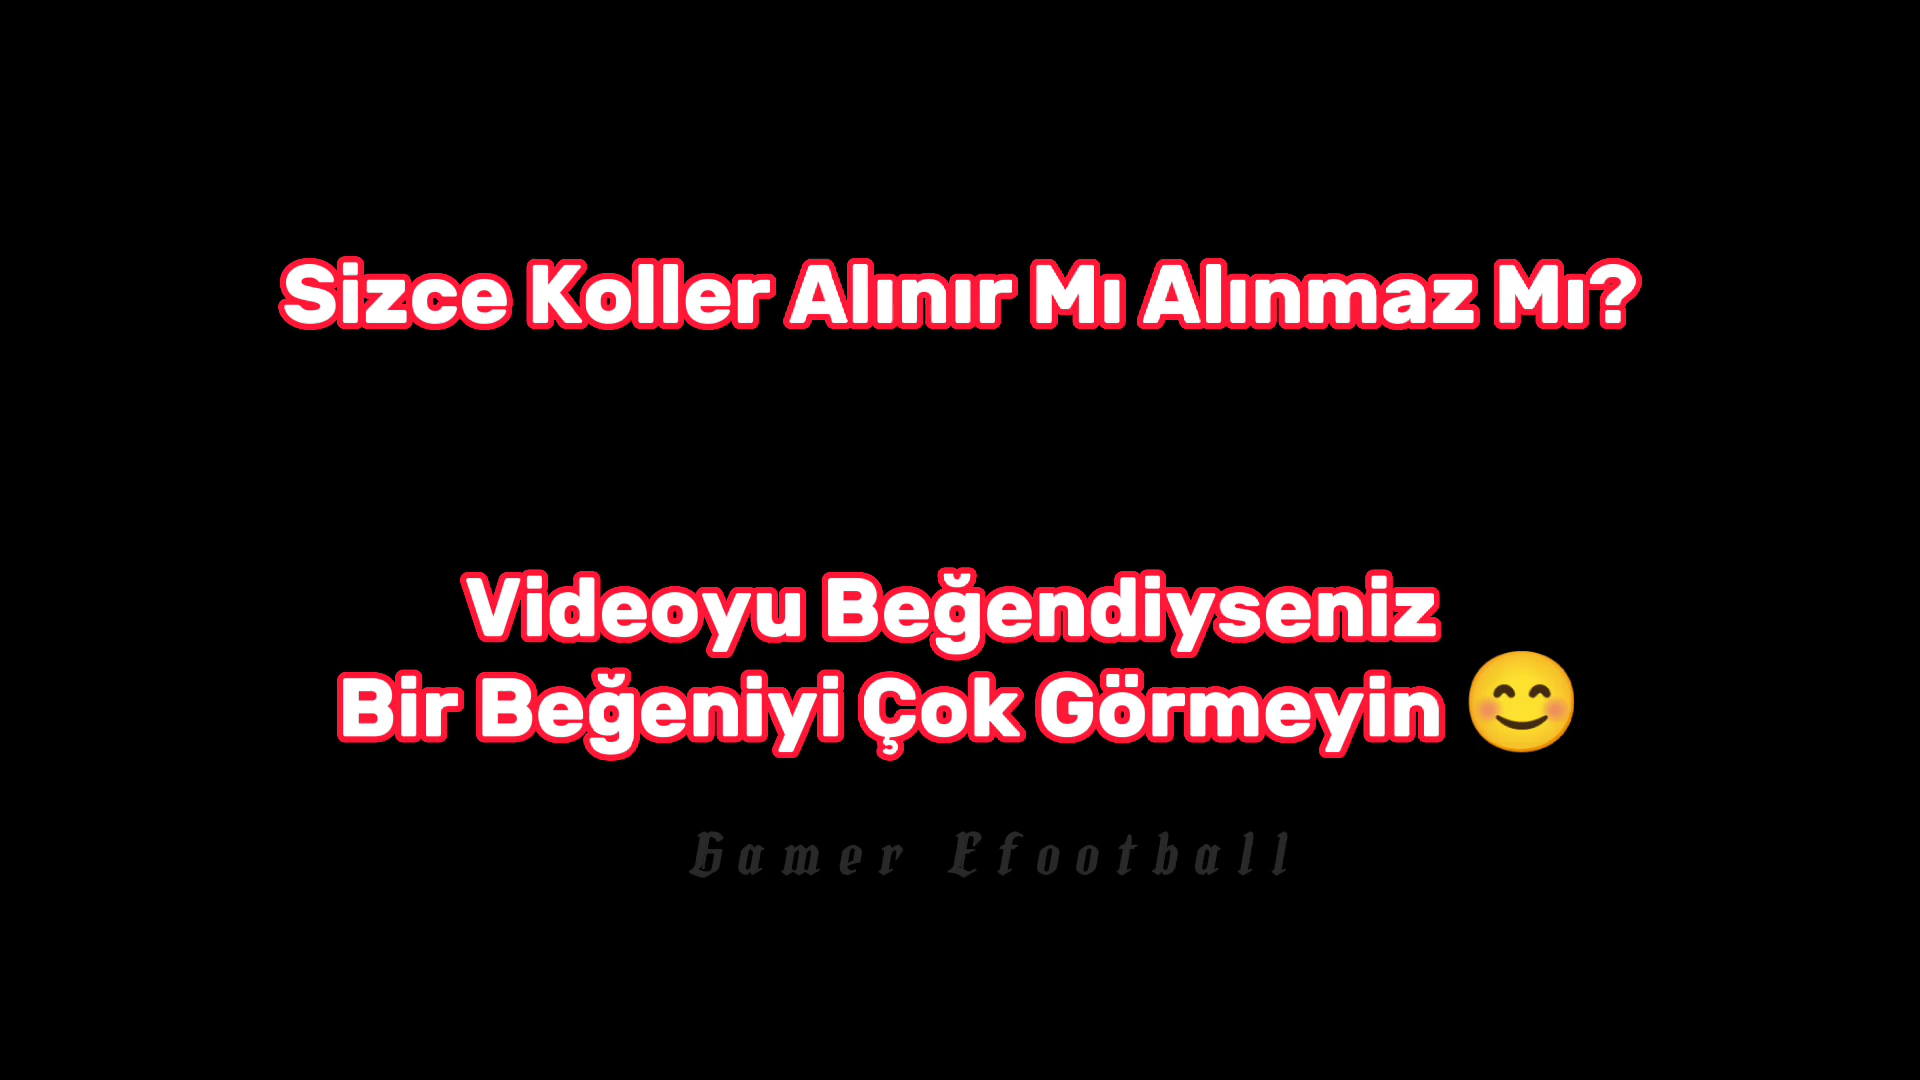 Sizce Koller Alınır Mı Alınmaz Mı?
Videoyu Beğendiyseniz
Bir Beğeniyi Çok Görmeyin 😊
Gamer Efootball